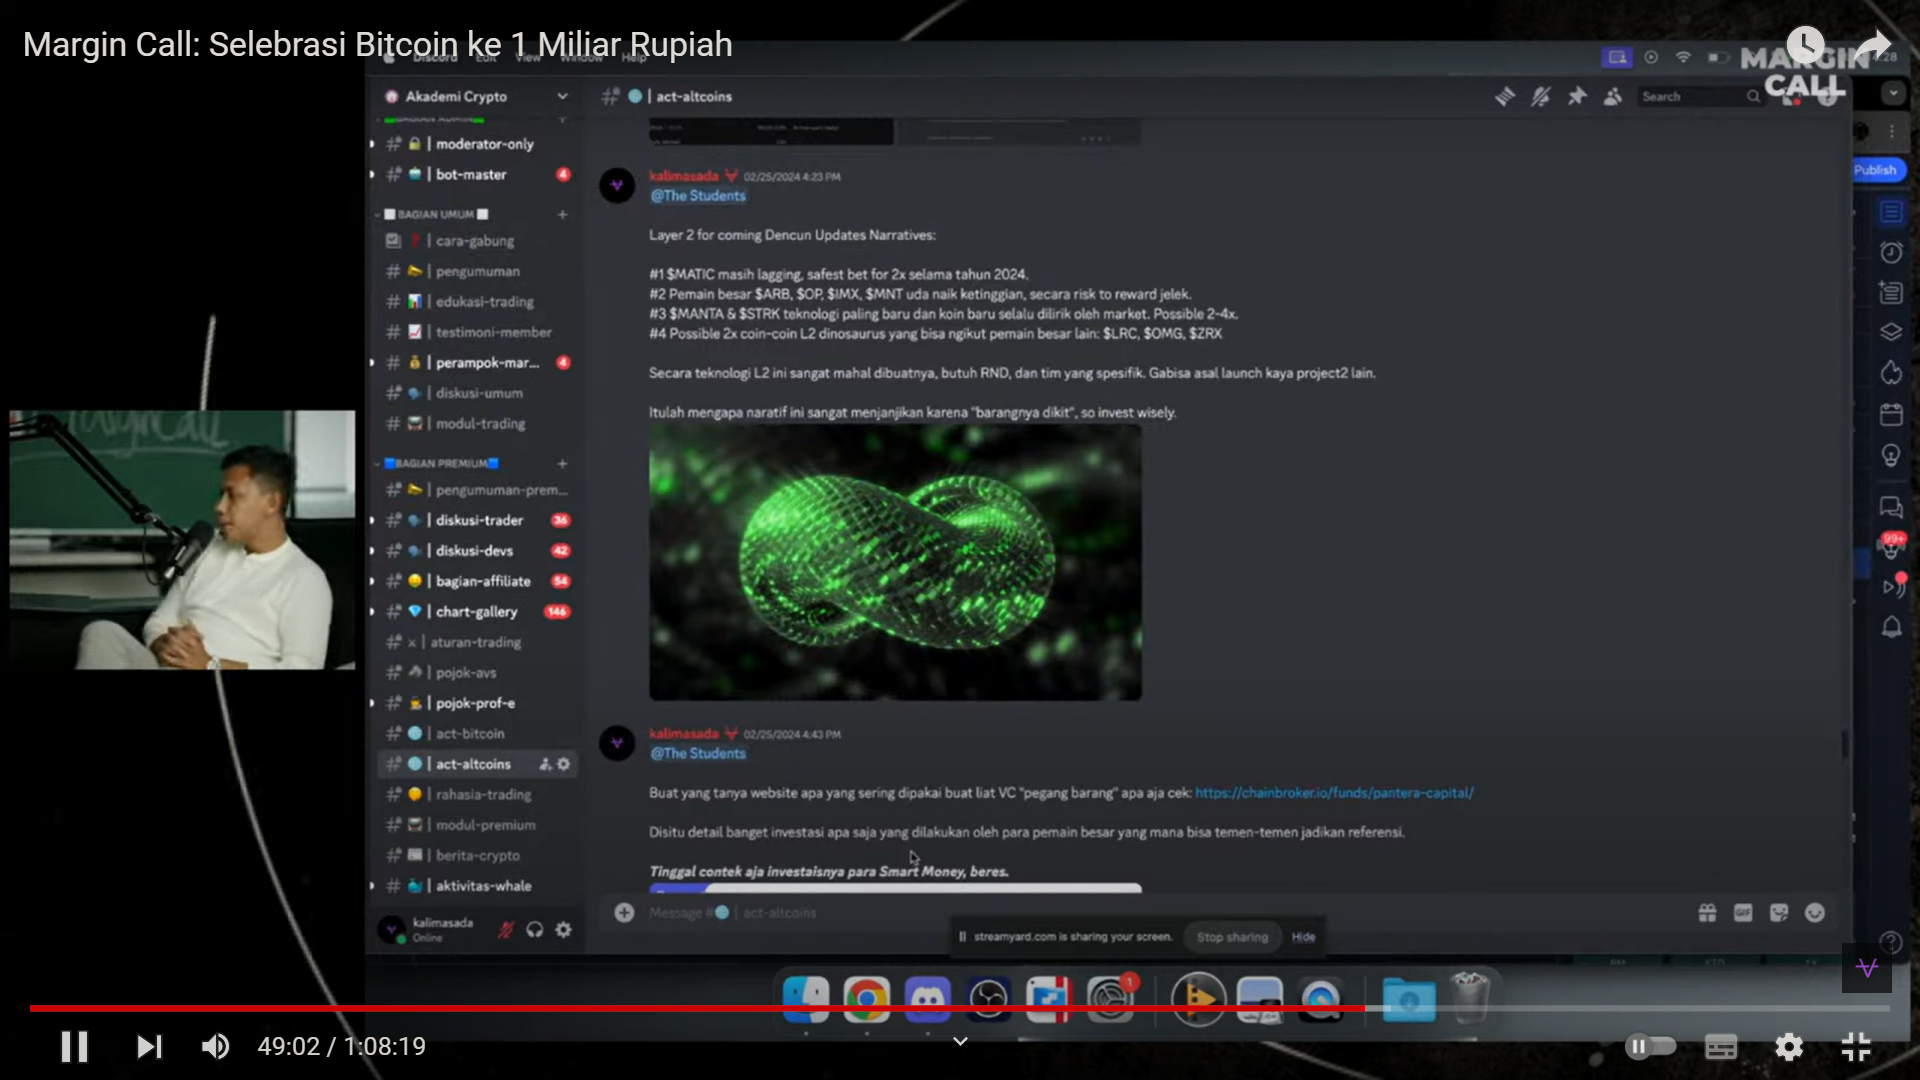 Margin Call: Selebrasi Bitcoin ke 1 Miliar Rupiah
Discord Edit View Window Help
MARGIN CALL
Akademi Crypto
| act-altcoins
Search
BAGIAN ADMIN
| moderator-only
| bot-master 4
BAGIAN UMUM
| cara-gabung
| pengumuman
| edukasi-trading
| testimoni-member
| perampok-mar... 4
| diskusi-umum
| modul-trading
BAGIAN PREMIUM
| pengumuman-prem...
| diskusi-trader 36
| diskusi-devs 42
| bagian-affiliate 54
| chart-gallery 146
| aturan-trading
| pojok-avs
| pojok-prof-e
| act-bitcoin
| act-altcoins
| rahasia-trading
| modul-premium
| berita-crypto
| aktivitas-whale
kalimasada
Online
kalimasada 02/25/2024 4:23 PM
@The Students
Layer 2 for coming Dencun Updates Narratives:
#1 $MATIC masih lagging, safest bet for 2x selama tahun 2024.
#2 Pemain besar $ARB, $OP, $IMX, $MNT uda naik ketinggian, secara risk to reward jelek.
#3 $MANTA & $STRK teknologi paling baru dan koin baru selalu dilirik oleh market. Possible 2-4x.
#4 Possible 2x coin-coin L2 dinosaurus yang bisa ngikut pemain besar lain: $LRC, $OMG, $ZRX
Secara teknologi L2 ini sangat mahal dibuatnya, butuh RND, dan tim yang spesifik. Gabisa asal launch kaya project2 lain.
Itulah mengapa naratif ini sangat menjanjikan karena "barangnya dikit", so invest wisely.
kalimasada 02/25/2024 4:43 PM
@The Students
Buat yang tanya website apa yang sering dipakai buat liat VC "pegang barang" apa aja cek: https://chainbroker.io/funds/pantera-capital/
Disitu detail banget investasi apa saja yang dilakukan oleh para pemain besar yang mana bisa temen-temen jadikan referensi.
Tinggal contek aja investaisnya para Smart Money, beres.
Message # | act-altcoins
GIF
streamyard.com is sharing your screen. Stop sharing Hide
Publish
99+
1
49:02 / 1:08:19